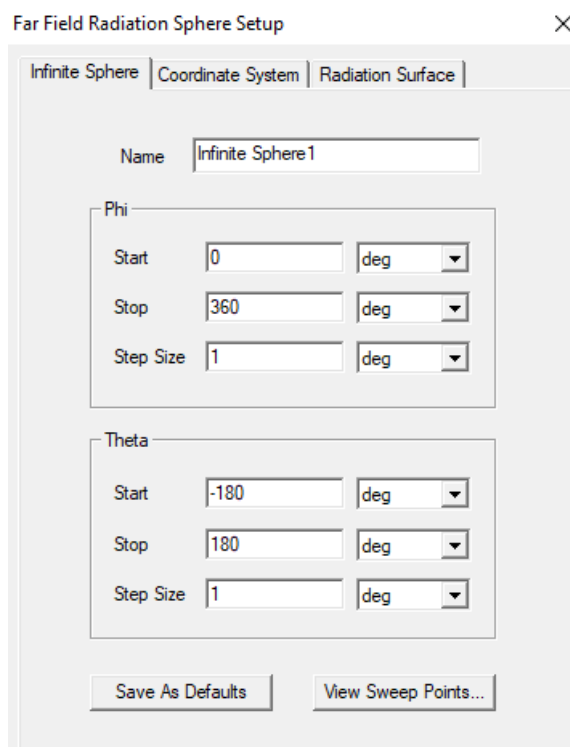 Far Field Radiation Sphere Setup
Infinite Sphere Coordinate System Radiation Surface
Name Infinite Sphere1
Phi
Start 0 deg
Stop 360 deg
Step Size 1 deg
Theta
Start -180 deg
Stop 180 deg
Step Size 1 deg
Save As Defaults View Sweep Points...